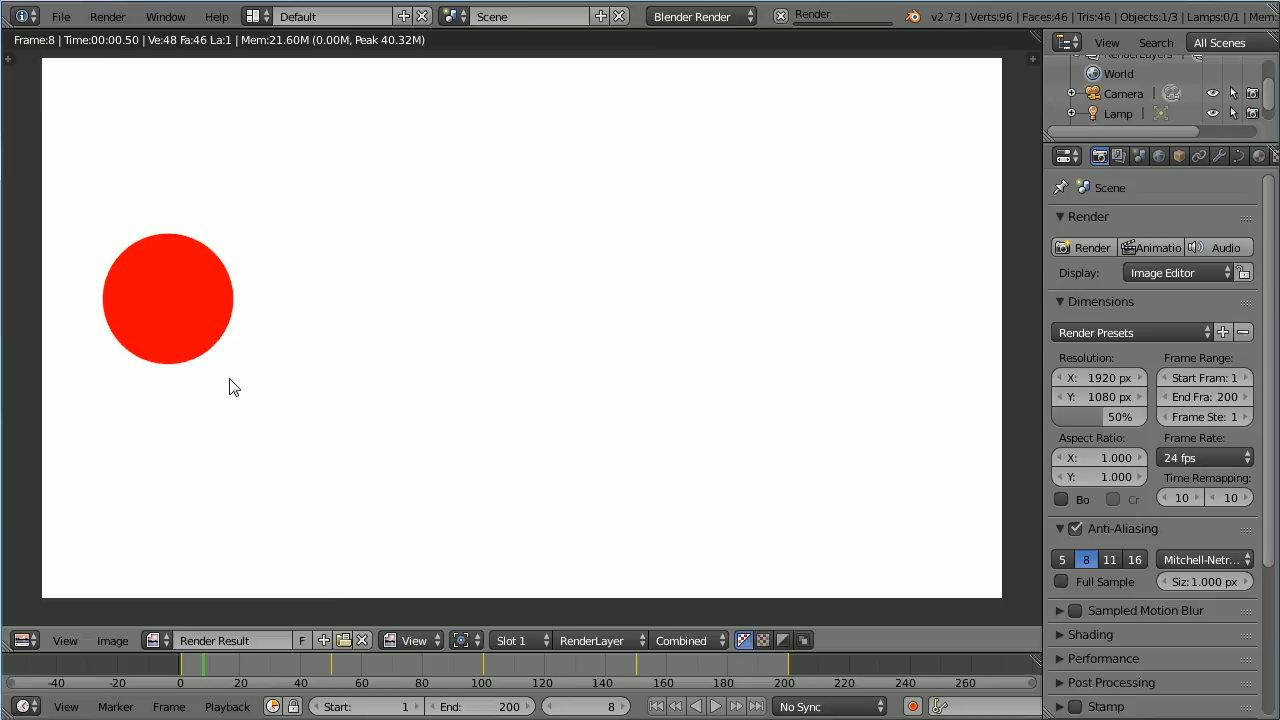 File Render Window Help Default Scene Blender Render Render v2.73 | Verts:96 | Faces:46 | Tris:46 | Objects:1/3 | Lamps:0/1 | Mem:
Frame:8 | Time:00:00.50 | Ve:48 Fa:46 La:1 | Mem:21.60M (0.00M, Peak 40.32M)
View Search All Scenes
RenderLayers
World
Camera
Lamp
Scene
Render
Render Animatio Audio
Display: Image Editor
Dimensions
Render Presets
Resolution: Frame Range:
X: 1920 px Start Fram: 1
Y: 1080 px End Fra: 200
50% Frame Ste: 1
Aspect Ratio: Frame Rate:
X: 1.000 24 fps
Y: 1.000 Time Remapping:
Bo Cr 10 10
Anti-Aliasing
5 8 11 16 Mitchell-Netr...
Full Sample Siz: 1.000 px
Sampled Motion Blur
Shading
Performance
Post Processing
Stamp
View Image Render Result F View Slot 1 RenderLayer Combined
-40 -20 0 20 40 60 80 100 120 140 160 180 200 220 240 260
View Marker Frame Playback Start: 1 End: 200 8 No Sync